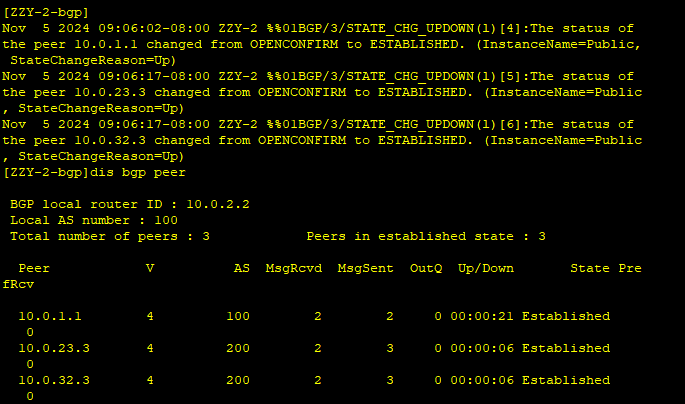 [ZZY-2-bgp]
Nov  5 2024 09:06:02-08:00 ZZY-2 %%01BGP/3/STATE_CHG_UPDOWN(l)[4]:The status of
the peer 10.0.1.1 changed from OPENCONFIRM to ESTABLISHED. (InstanceName=Public,
 StateChangeReason=Up)
Nov  5 2024 09:06:17-08:00 ZZY-2 %%01BGP/3/STATE_CHG_UPDOWN(l)[5]:The status of
the peer 10.0.23.3 changed from OPENCONFIRM to ESTABLISHED. (InstanceName=Public
, StateChangeReason=Up)
Nov  5 2024 09:06:17-08:00 ZZY-2 %%01BGP/3/STATE_CHG_UPDOWN(l)[6]:The status of
the peer 10.0.32.3 changed from OPENCONFIRM to ESTABLISHED. (InstanceName=Public
, StateChangeReason=Up)
[ZZY-2-bgp]dis bgp peer
 BGP local router ID : 10.0.2.2
 Local AS number : 100
 Total number of peers : 3            Peers in established state : 3
  Peer            V          AS  MsgRcvd  MsgSent  OutQ  Up/Down       State Pre
fRcv
  10.0.1.1        4         100        2        2     0 00:00:21 Established
   0
  10.0.23.3       4         200        2        3     0 00:00:06 Established
   0
  10.0.32.3       4         200        2        3     0 00:00:06 Established
   0